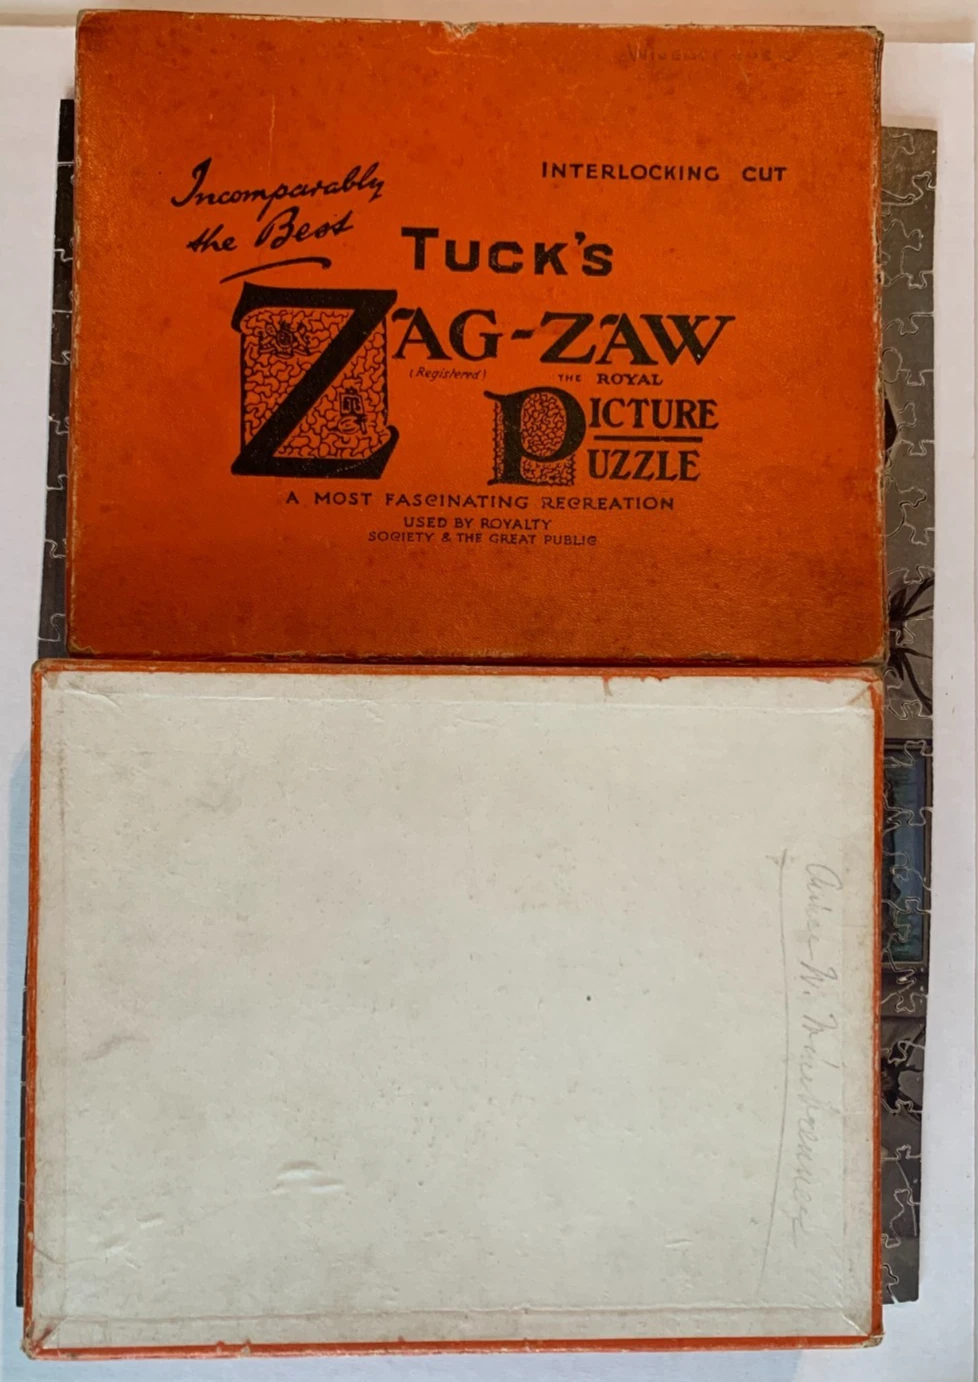 Incomparably
the Best
INTERLOCKING CUT
TUCK'S
ZAG-ZAW
(Registered)
THE ROYAL
PICTURE
PUZZLE
A MOST FASCINATING RECREATION
USED BY ROYALTY
SOCIETY & THE GREAT PUBLIC